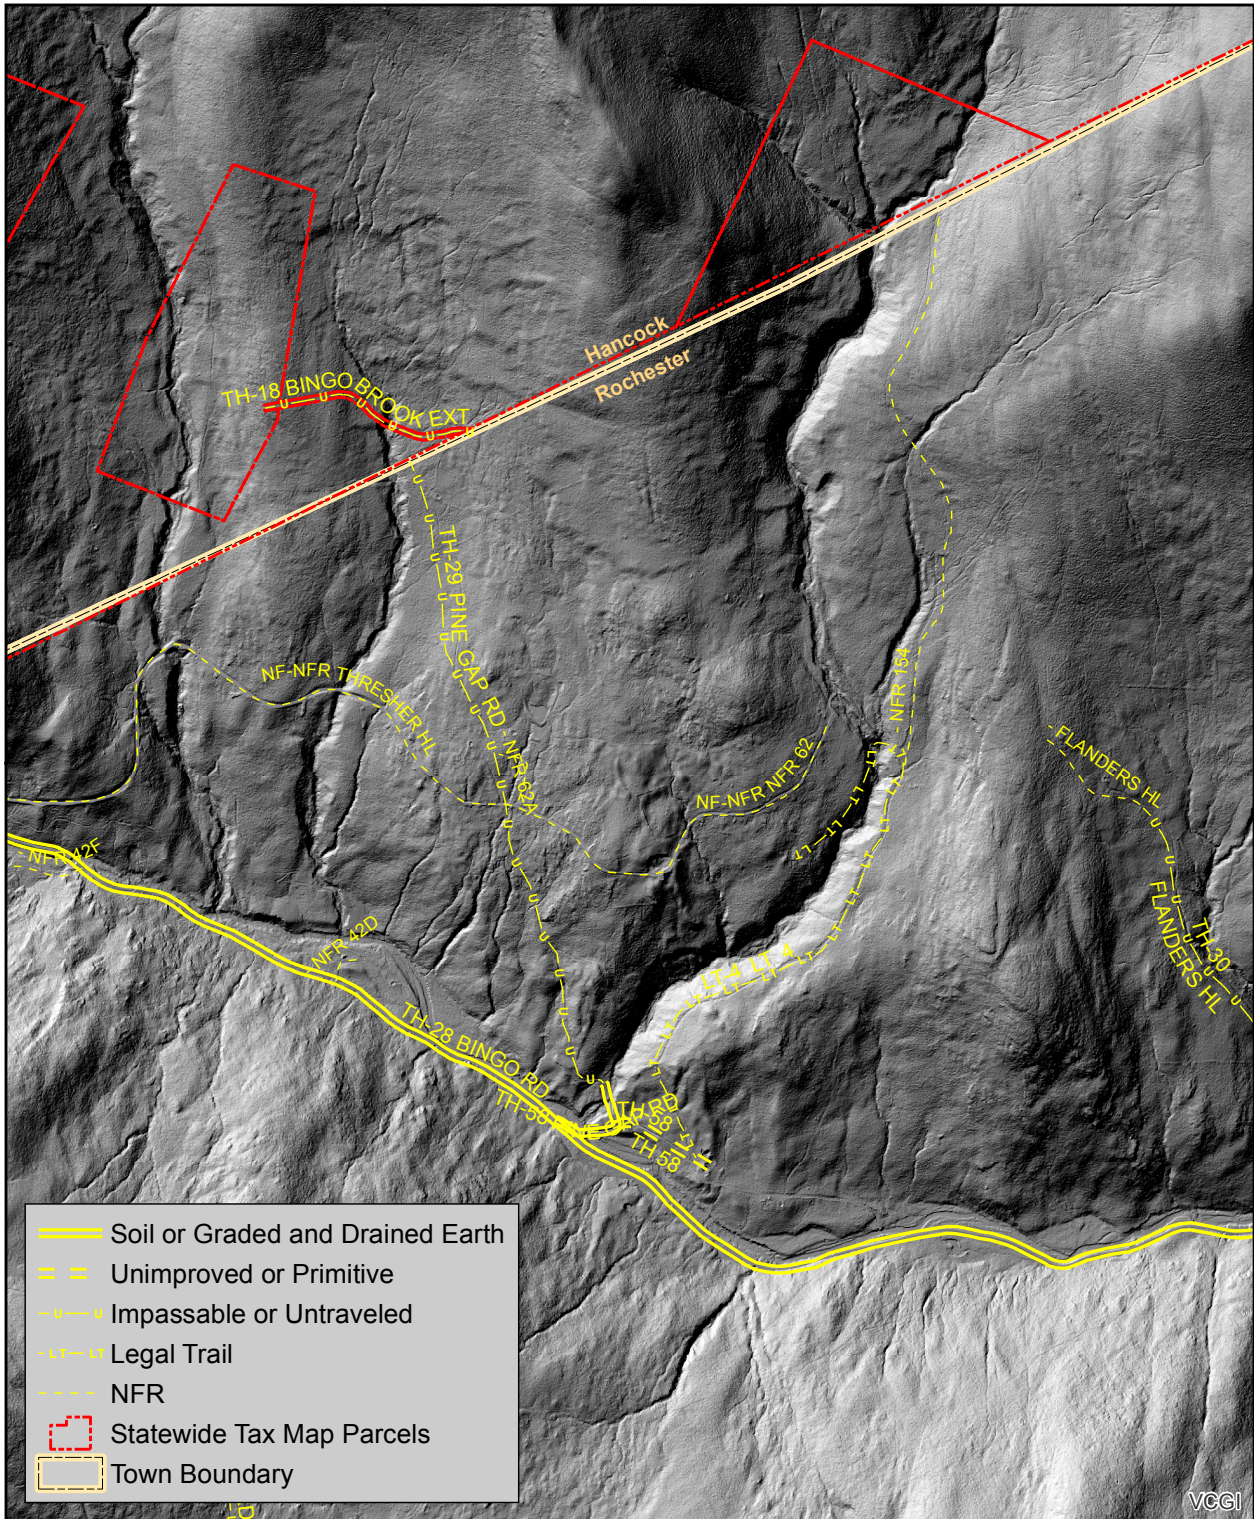 Hancock
Rochester
TH-18 BINGO BROOK EXT
TH-29 PINE GAP RD - NFR 62A
NF-NFR THRESHER HL
NF-NFR NFR 62
NFR 154
FLANDERS HL
TH-30
FLANDERS HL
NFR 42F
NFR 42D
LT-4 LT 4
TH-28 BINGO RD
TH-58
RD
TH 58
Soil or Graded and Drained Earth
Unimproved or Primitive
U U Impassable or Untraveled
LT LT Legal Trail
NFR
Statewide Tax Map Parcels
Town Boundary
VCGI